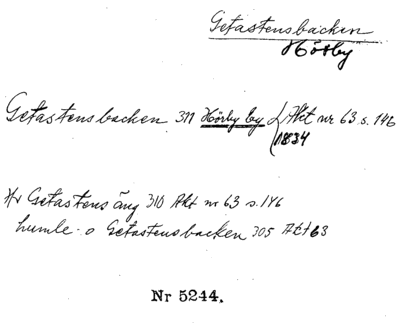 Getastensbacken
Hörby
Getastensbacken 311 Hörby by { Akt nr 63 s. 146
1834
Hr Getastens äng 310 Akt nr 63 s. 146
humle- o Getastensbacken 305 Akt 63
Nr 5244.